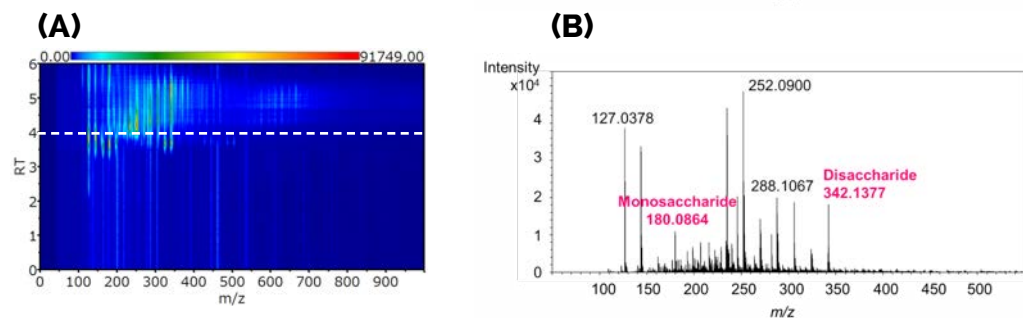 (A)
0.00
91749.00
6
5
4
3
2
1
0
RT
0 100 200 300 400 500 600 700 800 900
m/z
(B)
Intensity
x10⁴
5
4
3
2
1
0
252.0900
127.0378
288.1067
Disaccharide
342.1377
Monosaccharide
180.0864
100 150 200 250 300 350 400 450 500
m/z